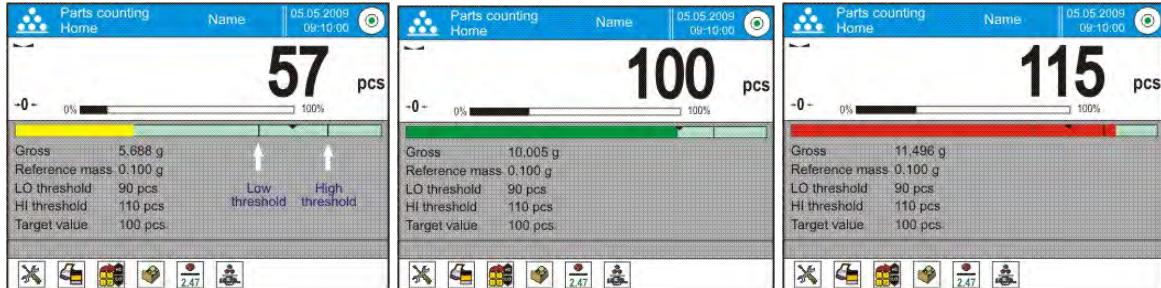 Parts counting
Home
Name
05.05.2009
09:10:00
57 pcs
→0←
0%
100%
Gross 5.688 g
Reference mass 0.100 g
LO threshold 90 pcs
HI threshold 110 pcs
Target value 100 pcs
Low threshold
High threshold
2.47
Parts counting
Home
Name
05.05.2009
09:10:00
100 pcs
→0←
0%
100%
Gross 10.005 g
Reference mass 0.100 g
LO threshold 90 pcs
HI threshold 110 pcs
Target value 100 pcs
2.47
Parts counting
Home
Name
05.05.2009
09:10:00
115 pcs
→0←
0%
100%
Gross 11.496 g
Reference mass 0.100 g
LO threshold 90 pcs
HI threshold 110 pcs
Target value 100 pcs
2.47